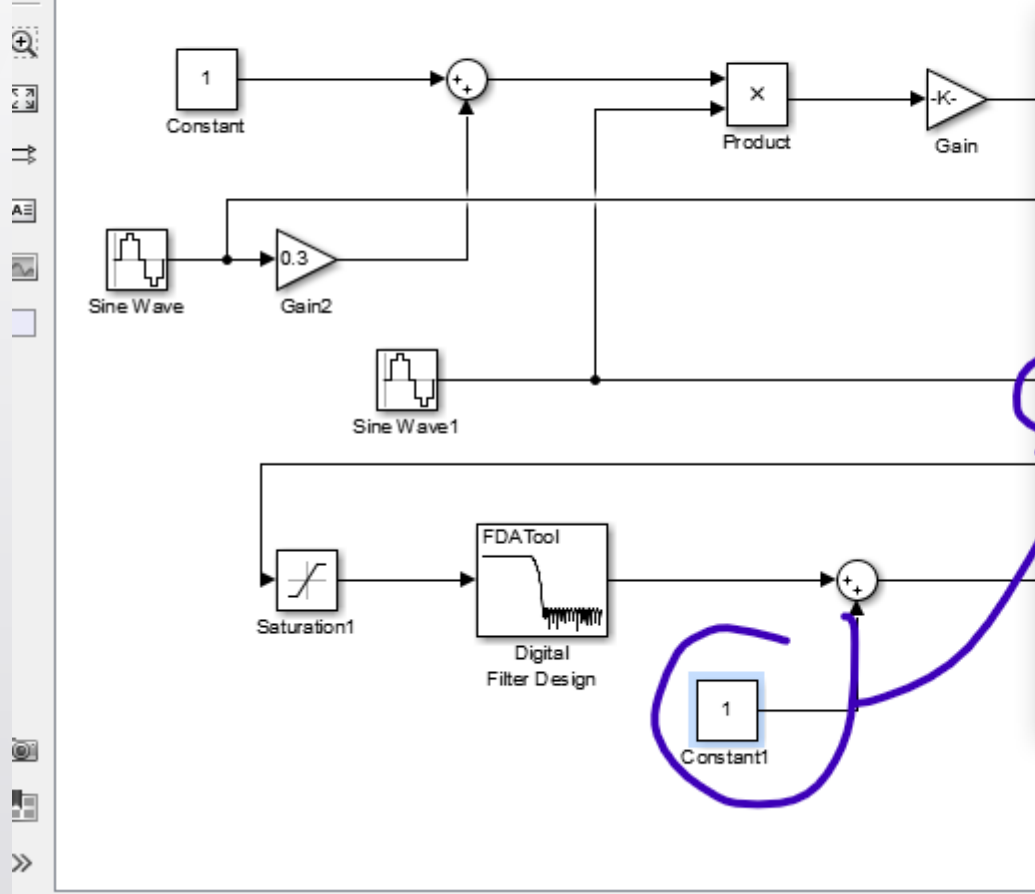 1
Constant
+
+
×
Product
-K-
Gain
A
Sine Wave
0.3
Gain2
Sine Wave1
Saturation1
FDATool
Digital
Filter Design
+
+
1
Constant1